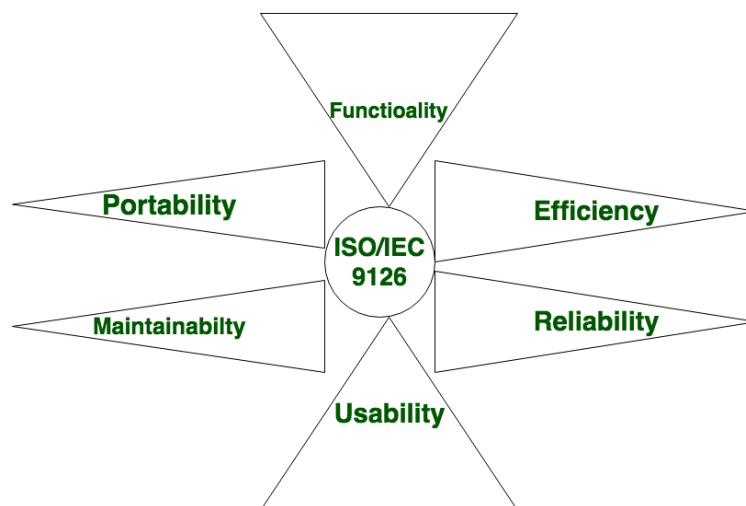 Functioality
Portability
Efficiency
ISO/IEC
9126
Maintainabilty
Reliability
Usability